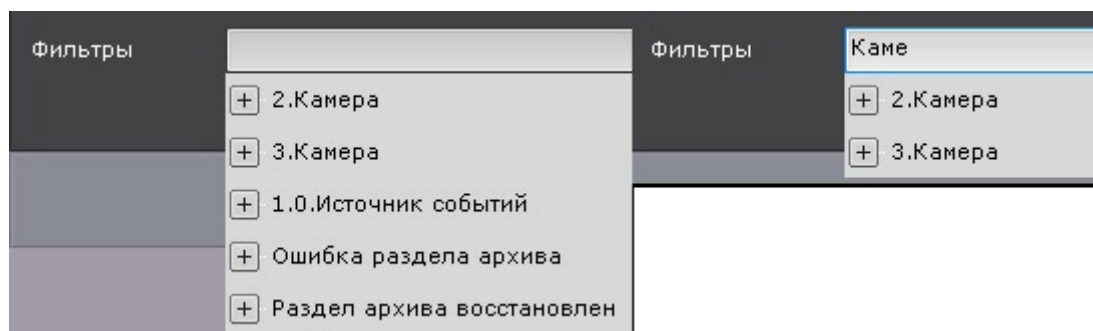 Фильтры
2.Камера
3.Камера
1.0.Источник событий
Ошибка раздела архива
Раздел архива восстановлен
Фильтры
Каме
2.Камера
3.Камера